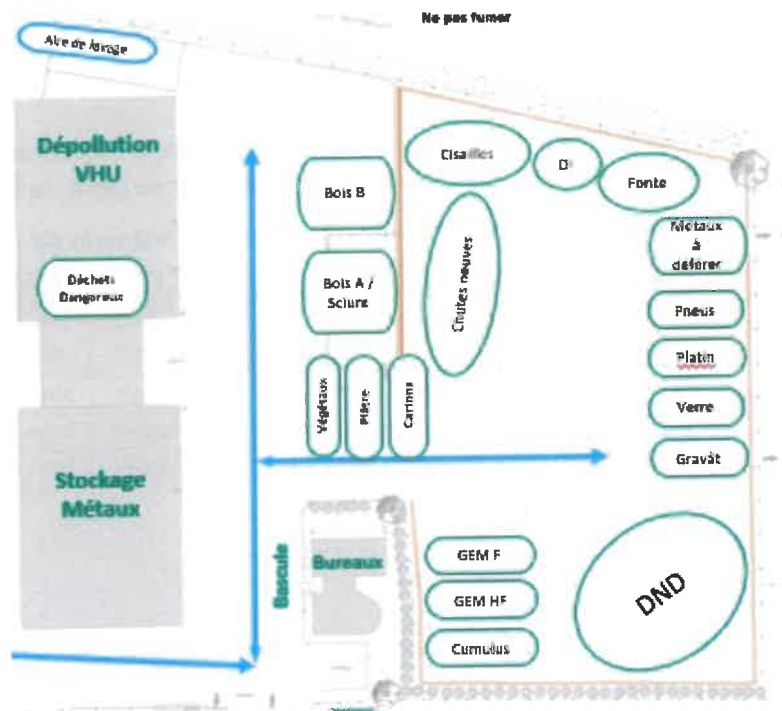 Ne pas fumer
Aire de lavage
Dépollution
VHU
Cisailles
DI
Fonte
Bois B
Métaux
à
déferer
Déchets
Dangereux
Bois A /
Sciure
Chutes neuves
Pneus
Platin
Végétaux
Plâtre
Cartons
Verre
Gravât
Stockage
Métaux
Bascule
Bureaux
GEM F
GEM HF
Cumulus
DND